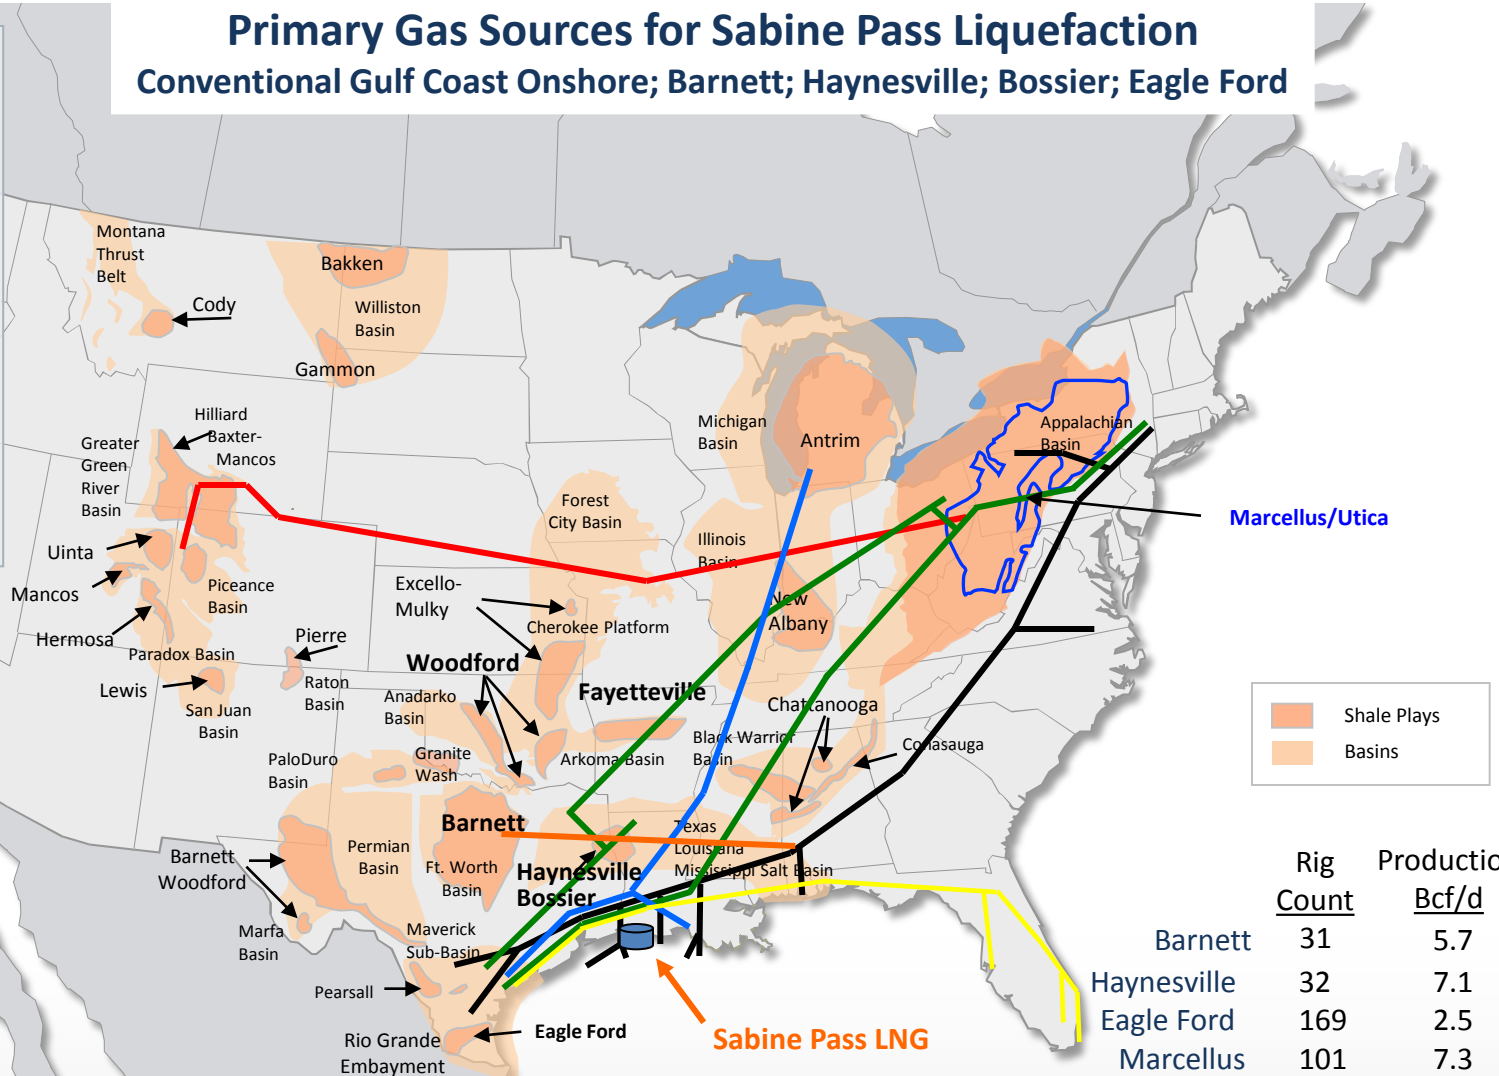 Primary Gas Sources for Sabine Pass Liquefaction
Conventional Gulf Coast Onshore; Barnett; Haynesville; Bossier; Eagle Ford
Montana
Thrust
Belt
Cody
Bakken
Williston
Basin
Gammon
Hilliard
Baxter-
Mancos
Greater
Green
River
Basin
Uinta
Mancos
Hermosa
Piceance
Basin
Paradox Basin
Lewis
San Juan
Basin
Pierre
Raton
Basin
Forest
City Basin
Excello-
Mulky
Cherokee Platform
Woodford
Anadarko
Basin
Granite
Wash
PaloDuro
Basin
Fayetteville
Arkoma Basin
Michigan
Basin
Antrim
Illinois
Basin
New
Albany
Appalachian
Basin
Marcellus/Utica
Chattanooga
Black Warrior
Basin
Conasauga
Shale Plays
Basins
Barnett
Ft. Worth
Basin
Permian
Basin
Barnett
Woodford
Marfa
Basin
Maverick
Sub-Basin
Pearsall
Rio Grande
Embayment
Eagle Ford
Haynesville
Bossier
Texas
Louisiana
Mississippi Salt Basin
Sabine Pass LNG
Rig Productio
Count Bcf/d
Barnett 31 5.7
Haynesville 32 7.1
Eagle Ford 169 2.5
Marcellus 101 7.3